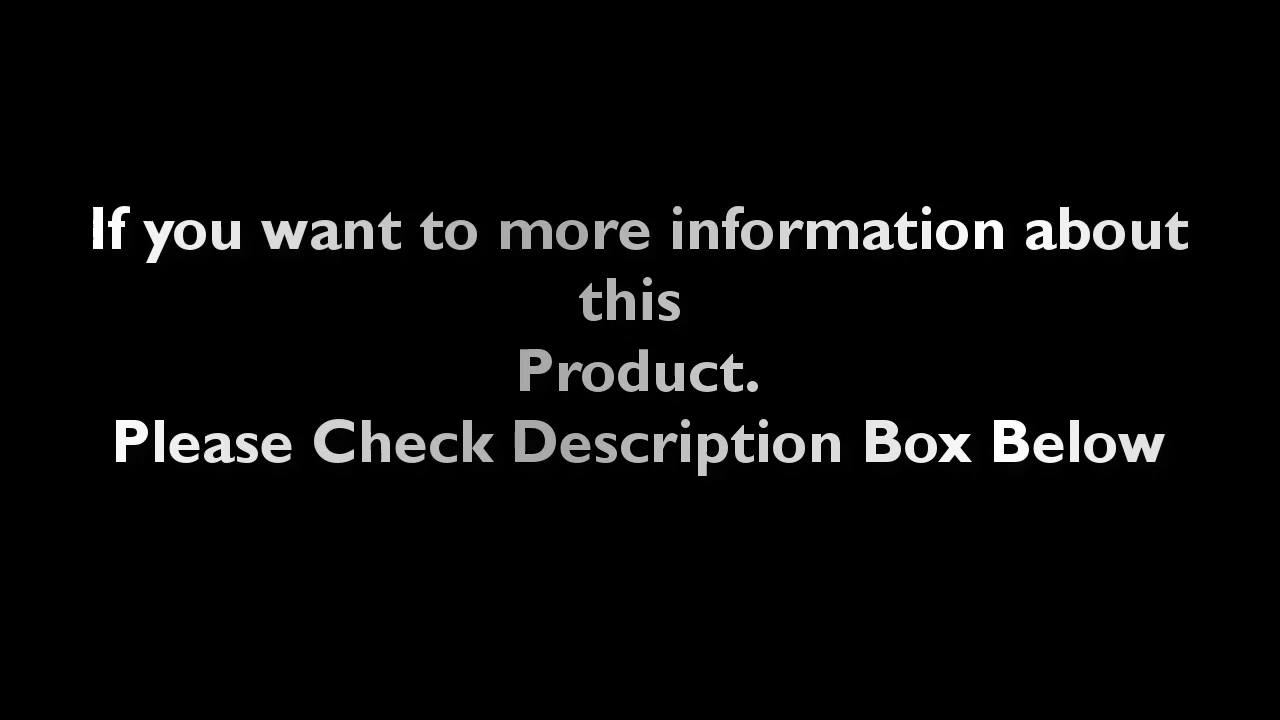 If you want to more information about
this
Product.
Please Check Description Box Below